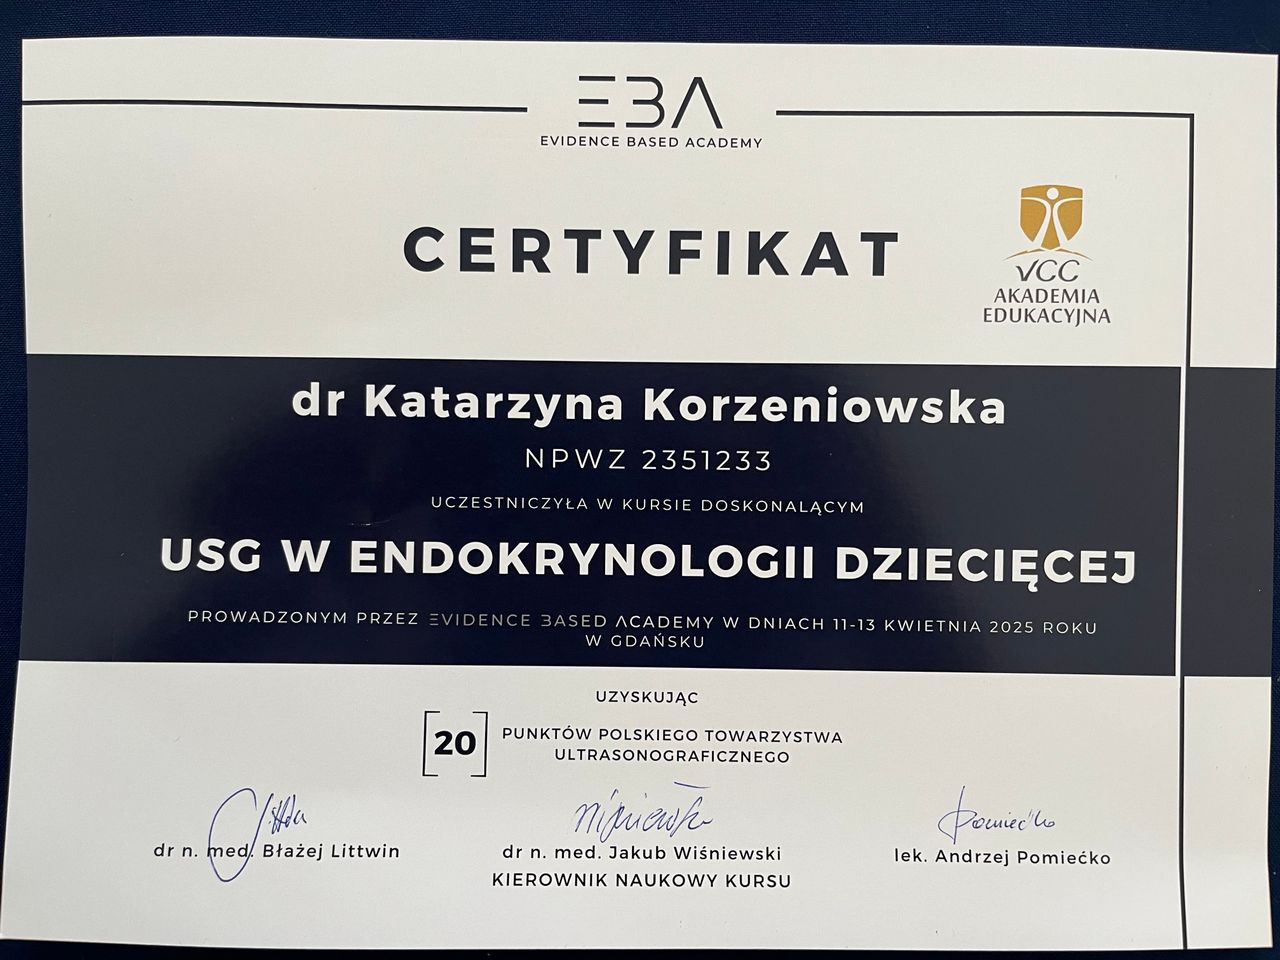 EBA
EVIDENCE BASED ACADEMY
CERTYFIKAT
VCC
AKADEMIA
EDUKACYJNA
dr Katarzyna Korzeniowska
NPWZ 2351233
UCZESTNICZYŁA W KURSIE DOSKONALĄCYM
USG W ENDOKRYNOLOGII DZIECIĘCEJ
PROWADZONYM PRZEZ EVIDENCE BASED ACADEMY W DNIACH 11-13 KWIETNIA 2025 ROKU
W GDAŃSKU
UZYSKUJĄC
[20] PUNKTÓW POLSKIEGO TOWARZYSTWA
ULTRASONOGRAFICZNEGO
dr n. med. Błażej Littwin
dr n. med. Jakub Wiśniewski
KIEROWNIK NAUKOWY KURSU
lek. Andrzej Pomiećko